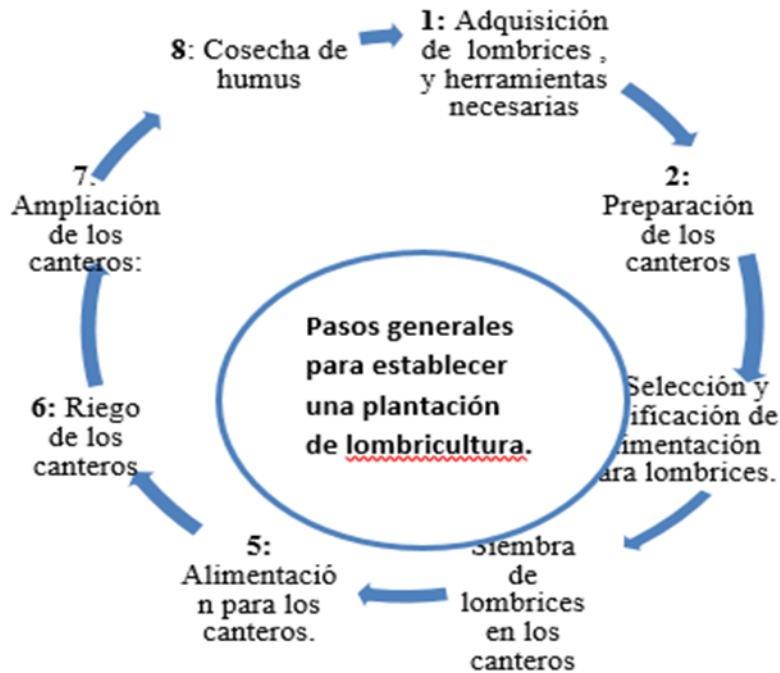 1: Adquisición
de lombrices ,
y herramientas
necesarias
2:
Preparación
de los
canteros
Selección y
de
para lombrices.
Siembra
de
lombrices
en los
canteros
5:
Alimentació
n para los
canteros.
6: Riego
de los
canteros
7:
Ampliación
de los
canteros:
8: Cosecha de
humus
Pasos generales
para establecer
una plantación
de lombricultura.